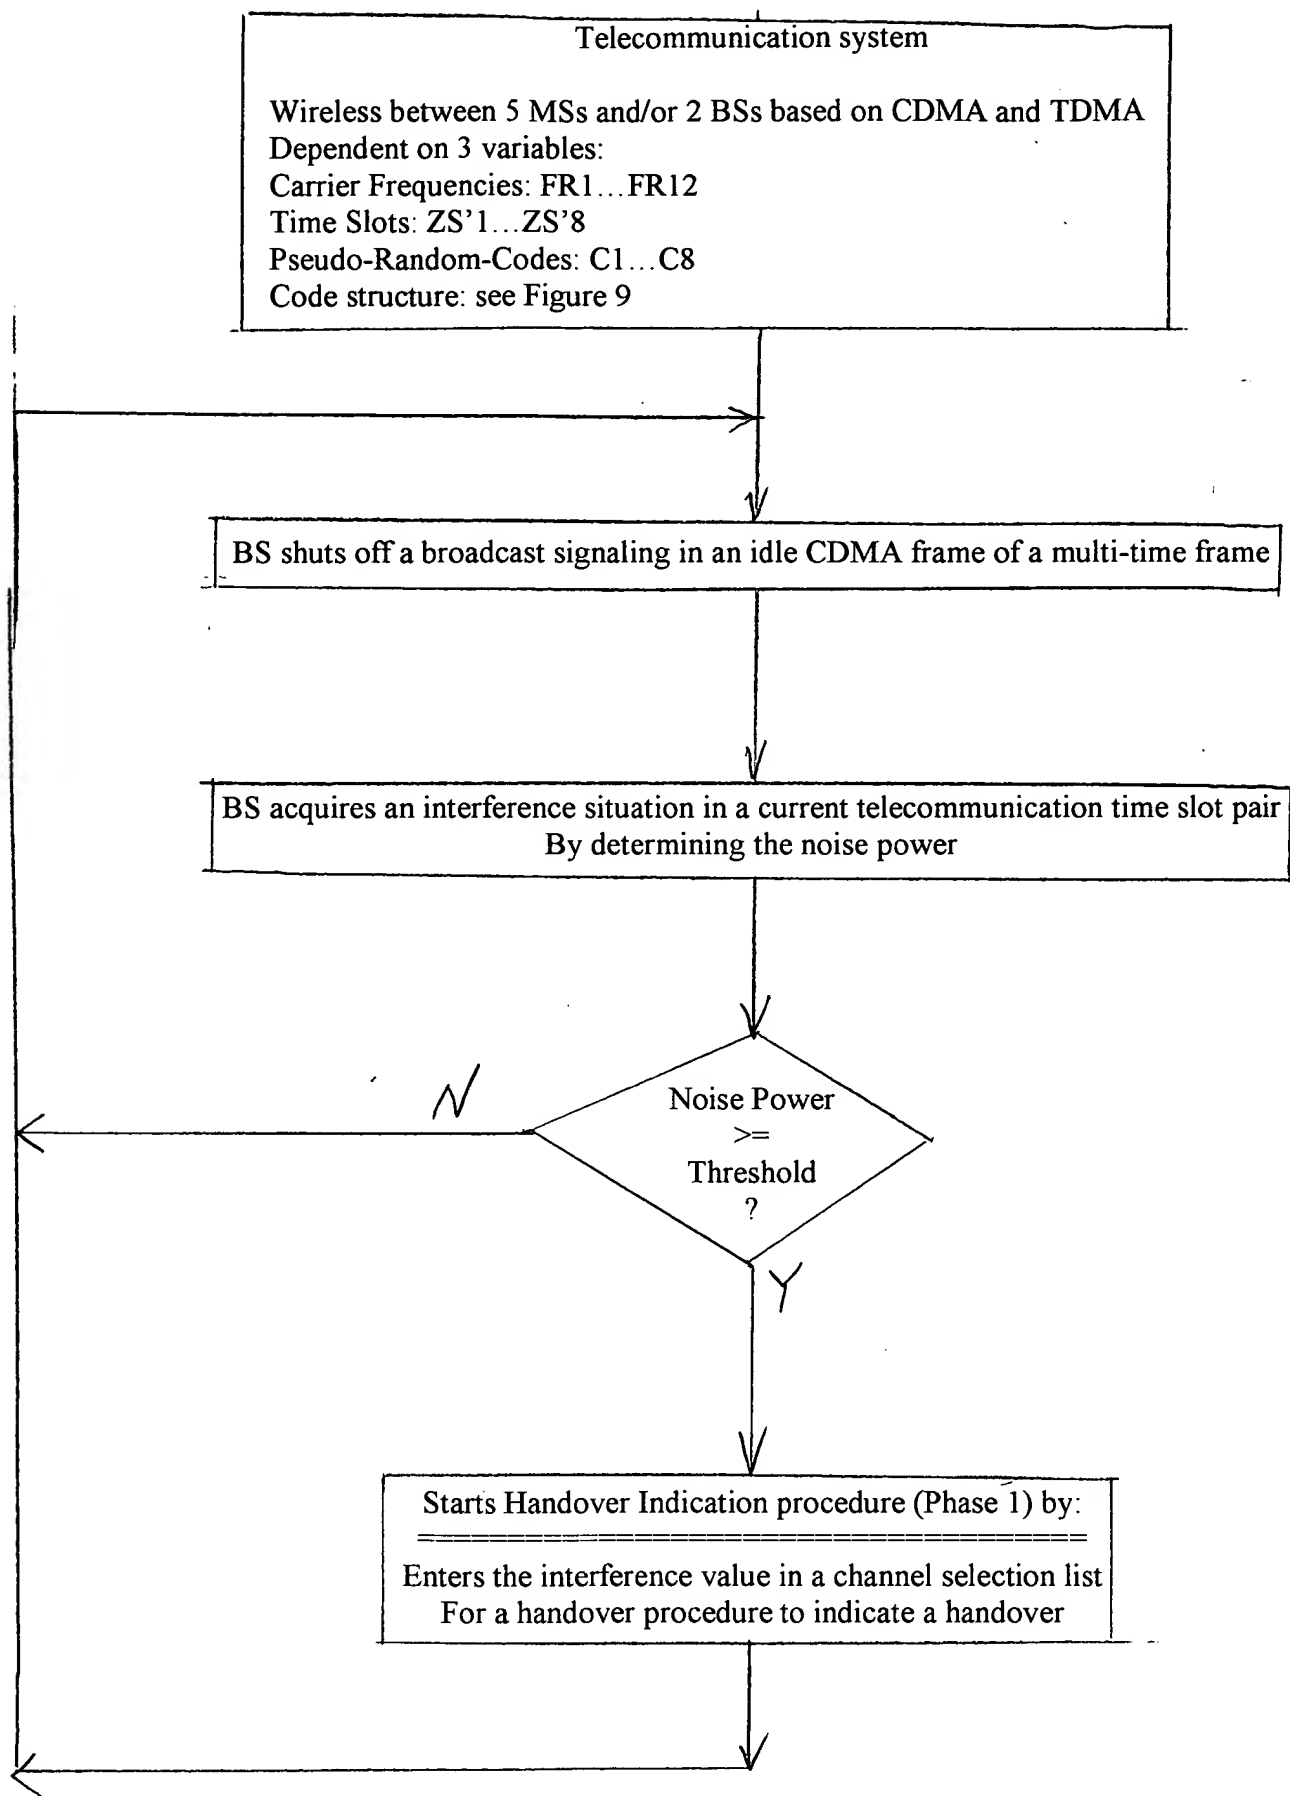 Telecommunication system
Wireless between 5 MSs and/or 2 BSs based on CDMA and TDMA
Dependent on 3 variables:
Carrier Frequencies: FR1...FR12
Time Slots: ZS'1...ZS'8
Pseudo-Random-Codes: C1...C8
Code structure: see Figure 9
BS shuts off a broadcast signaling in an idle CDMA frame of a multi-time frame
BS acquires an interference situation in a current telecommunication time slot pair
By determining the noise power
N
Noise Power
>=
Threshold
?
Y
Starts Handover Indication procedure (Phase 1) by:
=========================================
Enters the interference value in a channel selection list
For a handover procedure to indicate a handover